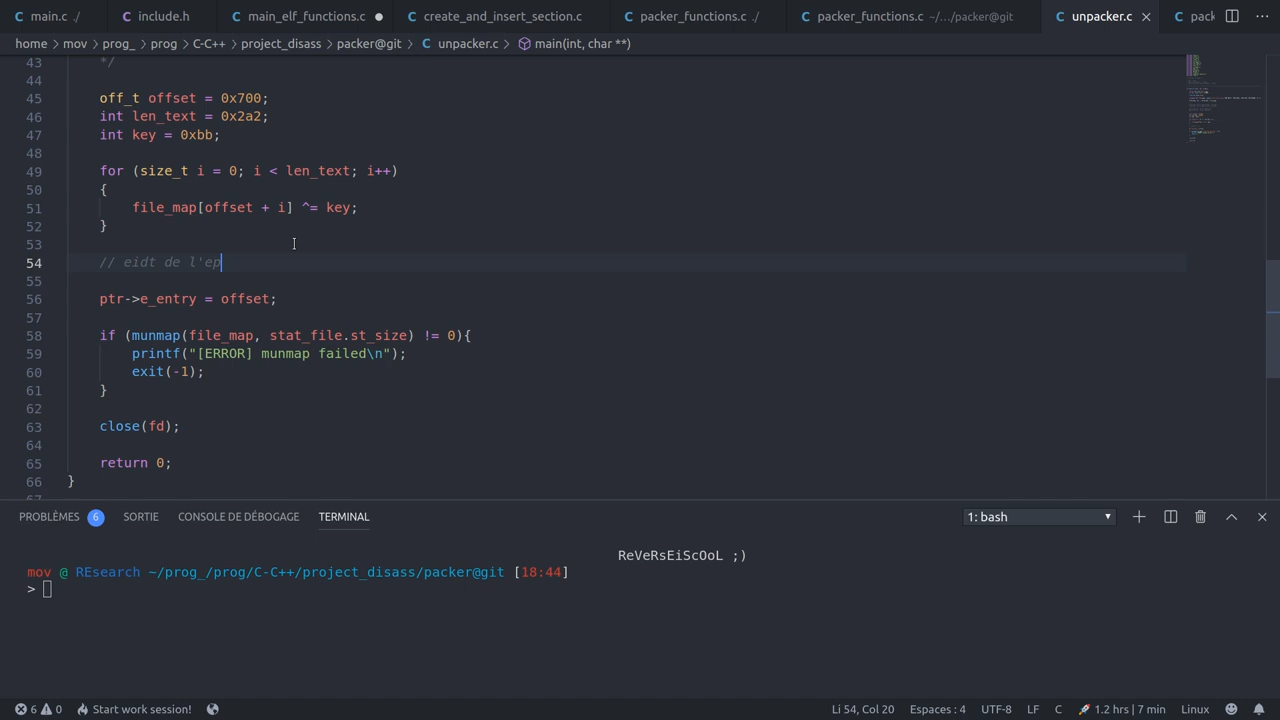 main.c ./ include.h main_elf_functions.c create_and_insert_section.c packer_functions.c ./ packer_functions.c ~/.../packer@git unpacker.c pack
home > mov > prog_ > prog > C-C++ > project_disass > packer@git > unpacker.c > main(int, char **)
43 */
44
45 off_t offset = 0x700;
46 int len_text = 0x2a2;
47 int key = 0xbb;
48
49 for (size_t i = 0; i < len_text; i++)
50 {
51 file_map[offset + i] ^= key;
52 }
53
54 // eidt de l'ep
55
56 ptr->e_entry = offset;
57
58 if (munmap(file_map, stat_file.st_size) != 0){
59 printf("[ERROR] munmap failed\n");
60 exit(-1);
61 }
62
63 close(fd);
64
65 return 0;
66 }
67
PROBLÈMES 6 SORTIE CONSOLE DE DÉBOGAGE TERMINAL 1: bash
ReVeRsEiScOoL ;)
mov @ REsearch ~/prog_/prog/C-C++/project_disass/packer@git [18:44]
>
6 0 Start work session! Li 54, Col 20 Espaces : 4 UTF-8 LF C 1.2 hrs | 7 min Linux